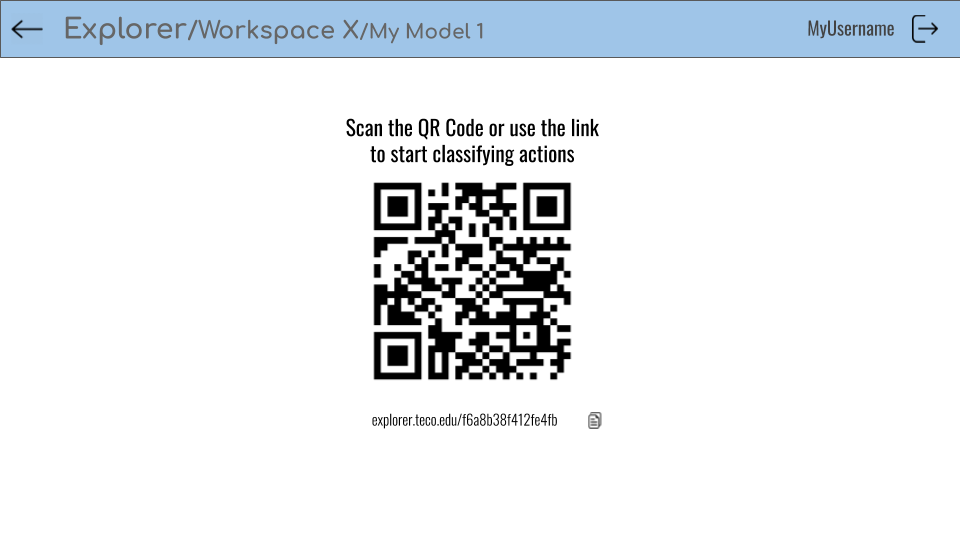 Explorer/Workspace X/My Model 1
MyUsername
Scan the QR Code or use the link
to start classifying actions
explorer.teco.edu/f6a8b38f412fe4fb